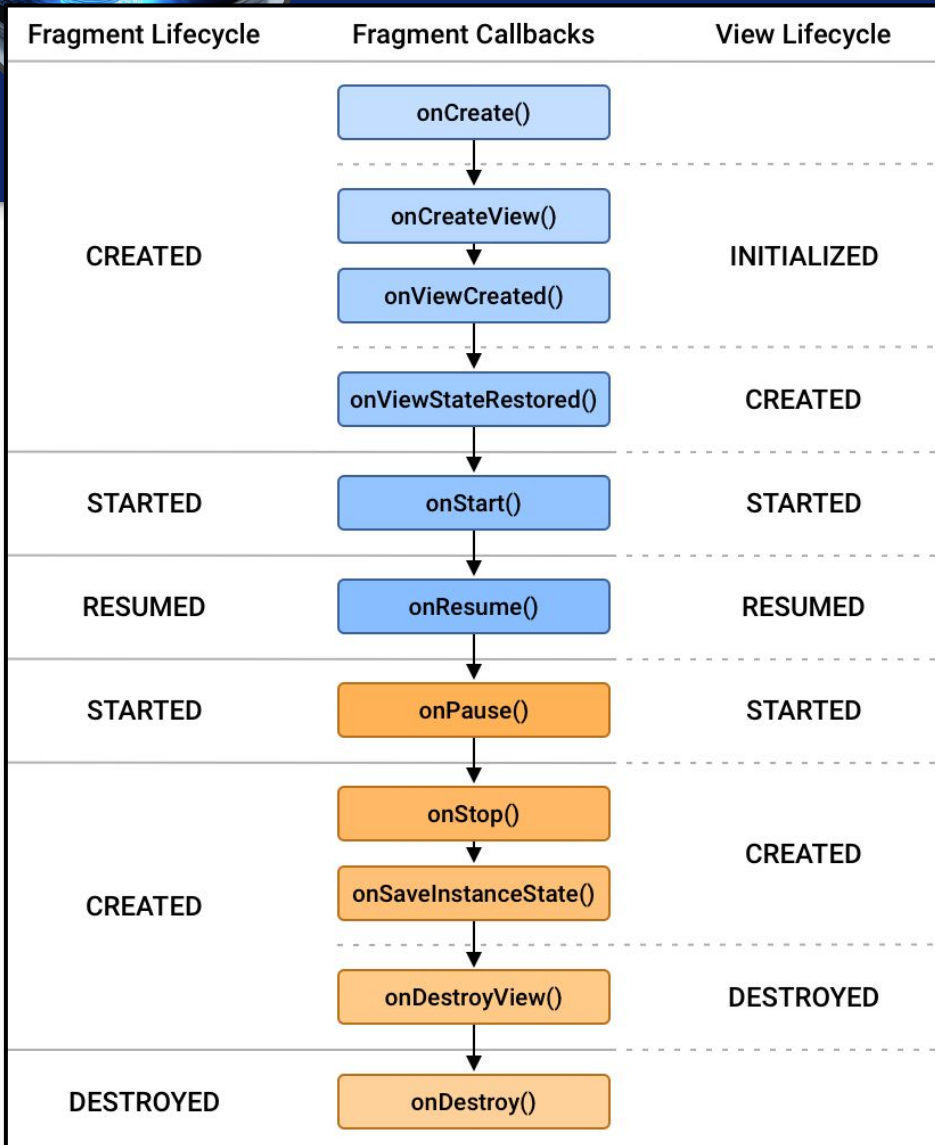 Fragment Lifecycle Fragment Callbacks View Lifecycle
onCreate()
onCreateView()
CREATED INITIALIZED
onViewCreated()
onViewStateRestored() CREATED
STARTED onStart() STARTED
RESUMED onResume() RESUMED
STARTED onPause() STARTED
onStop()
CREATED
onSaveInstanceState()
CREATED
onDestroyView() DESTROYED
DESTROYED onDestroy()